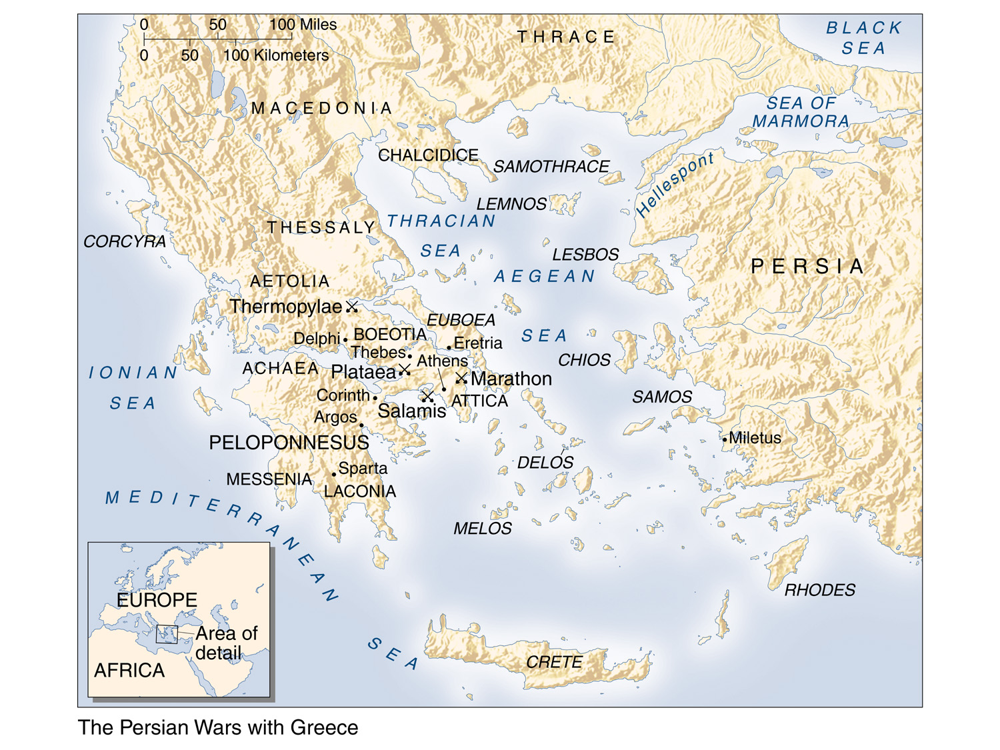 0 50 100 Miles
0 50 100 Kilometers
THRACE
BLACK
SEA
MACEDONIA
SEA OF
MARMORA
CHALCIDICE
SAMOTHRACE
Hellespont
LEMNOS
THESSALY
THRACIAN
SEA
CORCYRA
LESBOS
PERSIA
AEGEAN
SEA
AETOLIA
Thermopylae
EUBOEA
Delphi
BOEOTIA
Eretria
Thebes
Athens
CHIOS
IONIAN
SEA
ACHAEA
Plataea
Marathon
Corinth
ATTICA
SAMOS
Salamis
Argos
PELOPONNESUS
Miletus
DELOS
Sparta
MESSENIA
LACONIA
MEDITERRANEAN
SEA
MELOS
RHODES
CRETE
EUROPE
Area of
detail
AFRICA
The Persian Wars with Greece